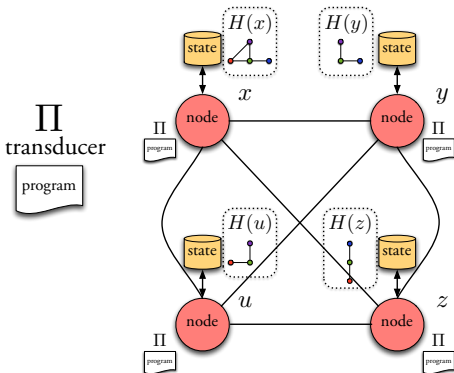 H(x)
H(y)
state
state
x
y
Π
transducer
program
node
node
Π
program
Π
program
H(u)
H(z)
state
state
u
z
node
node
Π
program
Π
program